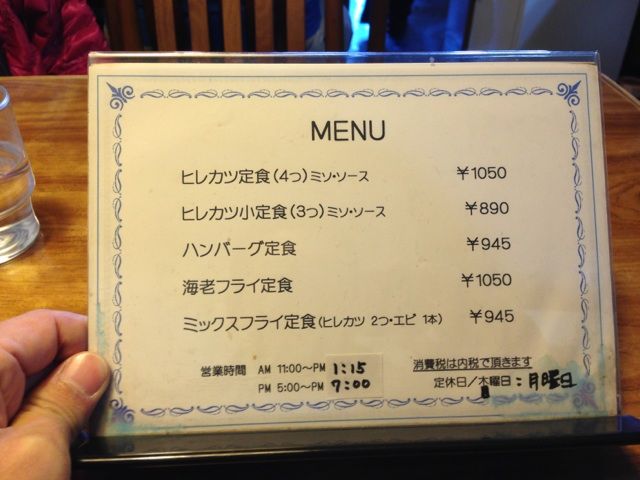 MENU
ヒレカツ定食(4つ)ミソ・ソース ￥1050
ヒレカツ小定食(3つ)ミソ・ソース ￥890
ハンバーグ定食 ￥945
海老フライ定食 ￥1050
ミックスフライ定食(ヒレカツ 2つ・エビ 1本) ￥945
営業時間 AM 11:00〜PM 1:15 消費税は内税で頂きます
PM 5:00〜PM 7:00 定休日/木曜日:月曜日